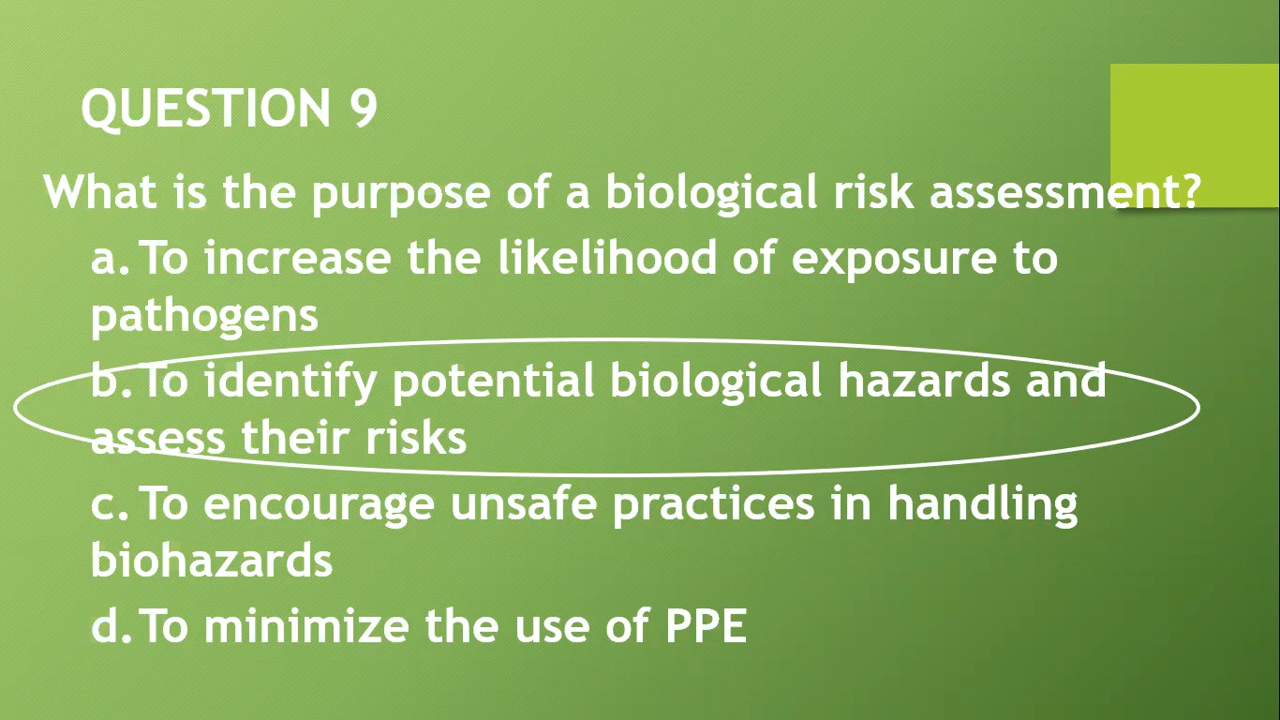 QUESTION 9
What is the purpose of a biological risk assessment?
a. To increase the likelihood of exposure to
pathogens
b. To identify potential biological hazards and
assess their risks
c. To encourage unsafe practices in handling
biohazards
d. To minimize the use of PPE